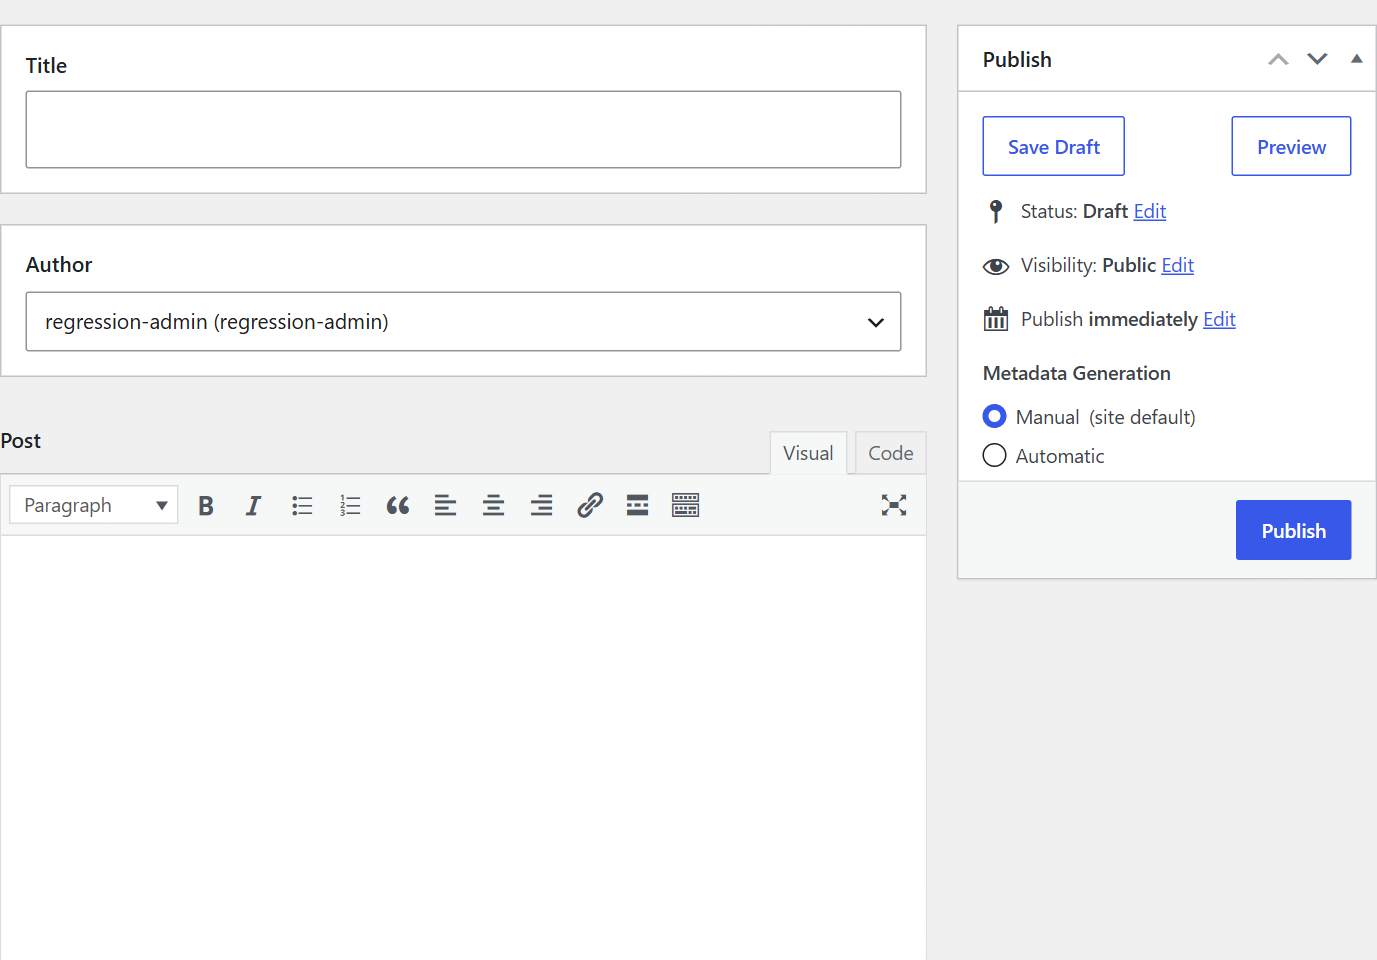 Title
Author
regression-admin (regression-admin)
Post
Visual
Code
Paragraph
Publish
Save Draft
Preview
Status: Draft Edit
Visibility: Public Edit
Publish immediately Edit
Metadata Generation
Manual (site default)
Automatic
Publish